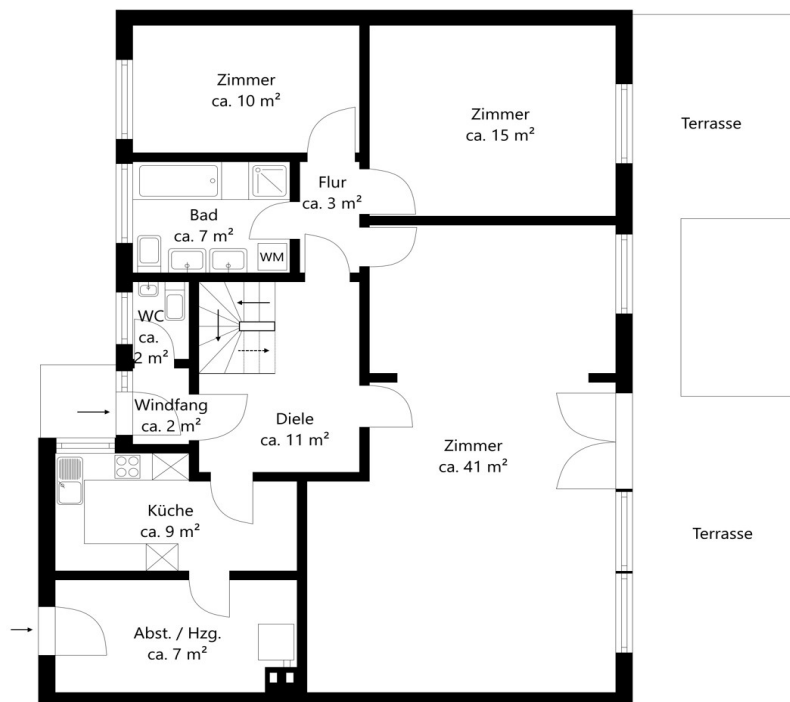 Zimmer
ca. 10 m²
Zimmer
ca. 15 m²
Terrasse
Flur
ca. 3 m²
Bad
ca. 7 m²
WM
WC
ca.
2 m²
Windfang
ca. 2 m²
Diele
ca. 11 m²
Zimmer
ca. 41 m²
Küche
ca. 9 m²
Terrasse
Abst. / Hzg.
ca. 7 m²